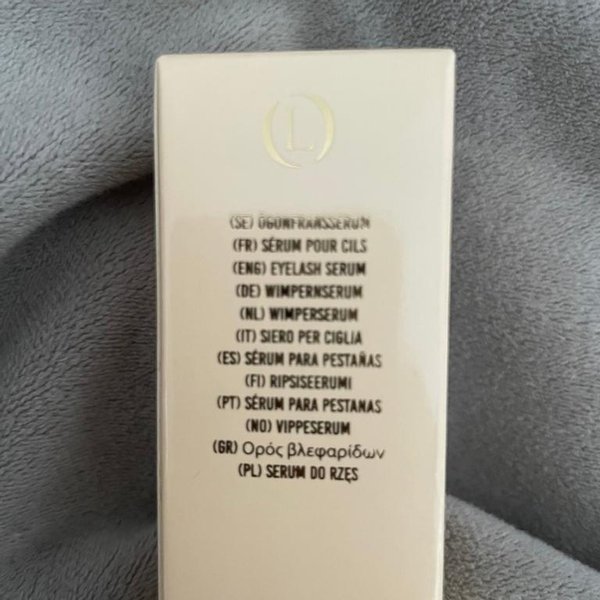 L
(SE) ÖGONFRANSSERUM
(FR) SÉRUM POUR CILS
(ENG) EYELASH SERUM
(DE) WIMPERNSERUM
(NL) WIMPERSERUM
(IT) SIERO PER CIGLIA
(ES) SÉRUM PARA PESTAÑAS
(FI) RIPSISEERUMI
(PT) SÉRUM PARA PESTANAS
(NO) VIPPESERUM
(GR) Ορός βλεφαρίδων
(PL) SERUM DO RZĘS